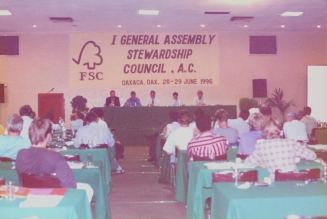 FSC
I GENERAL ASSEMBLY
STEWARDSHIP
COUNCIL, A.C.
OAXACA, OAX. 26-29 JUNE 1996